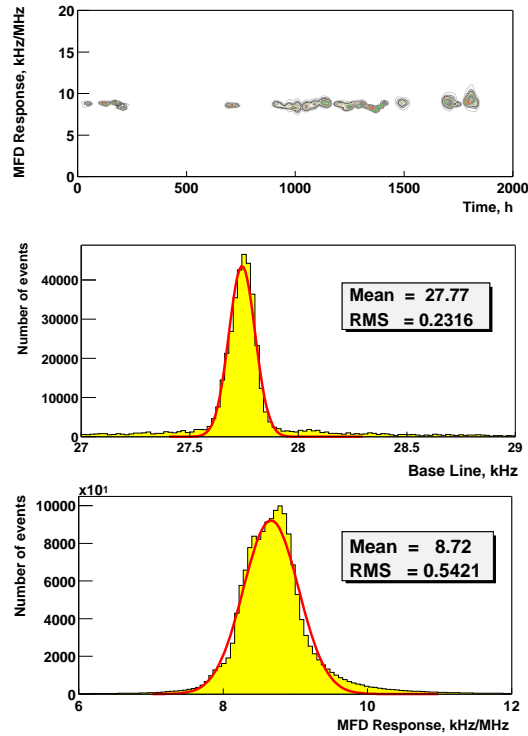 MFD Response, kHz/MHz
20
15
10
5
0
0 500 1000 1500 2000
Time, h
Number of events
40000
30000
20000
10000
0
27 27.5 28 28.5 29
Base Line, kHz
Mean = 27.77
RMS = 0.2316
Number of events
x10¹
10000
8000
6000
4000
2000
0
6 8 10 12
MFD Response, kHz/MHz
Mean = 8.72
RMS = 0.5421